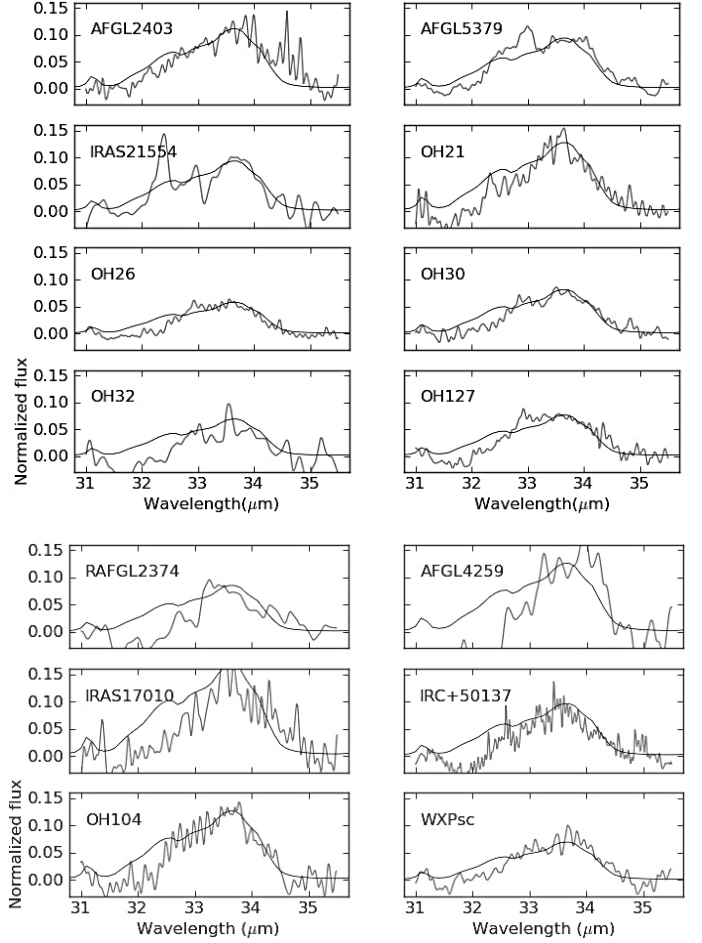 0.15
0.10
0.05
0.00
AFGL2403
AFGL5379
0.15
0.10
0.05
0.00
IRAS21554
OH21
0.15
0.10
0.05
0.00
OH26
OH30
0.15
0.10
0.05
0.00
OH32
OH127
Normalized flux
31 32 33 34 35
31 32 33 34 35
Wavelength(μm)
Wavelength(μm)
0.15
0.10
0.05
0.00
RAFGL2374
AFGL4259
0.15
0.10
0.05
0.00
IRAS17010
IRC+50137
0.15
0.10
0.05
0.00
OH104
WXPsc
Normalized flux
31 32 33 34 35
31 32 33 34 35
Wavelength (μm)
Wavelength (μm)